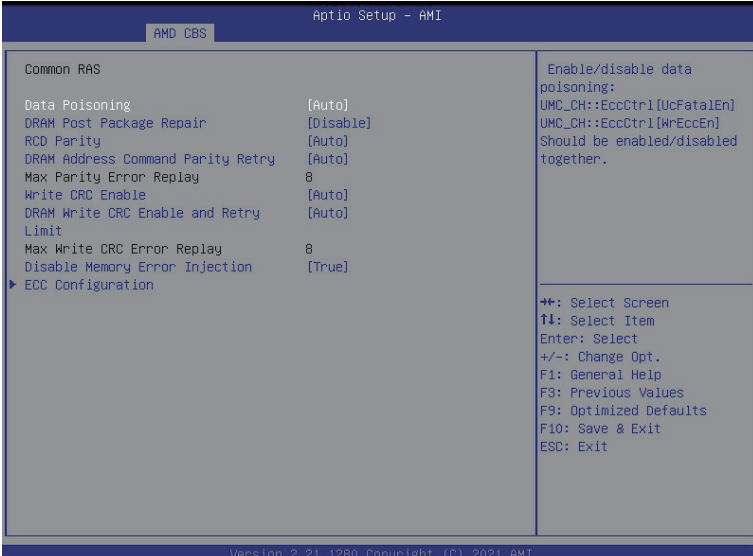 Aptio Setup – AMI
AMD CBS
Common RAS
Data Poisoning [Auto]
DRAM Post Package Repair [Disable]
RCD Parity [Auto]
DRAM Address Command Parity Retry [Auto]
Max Parity Error Replay 8
Write CRC Enable [Auto]
DRAM Write CRC Enable and Retry [Auto]
Limit
Max Write CRC Error Replay 8
Disable Memory Error Injection [True]
ECC Configuration
Enable/disable data
poisoning:
UMC_CH::EccCtrl[UcFatalEn]
UMC_CH::EccCtrl[WrEccEn]
Should be enabled/disabled
together.
→←: Select Screen
↑↓: Select Item
Enter: Select
+/-: Change Opt.
F1: General Help
F3: Previous Values
F9: Optimized Defaults
F10: Save & Exit
ESC: Exit
Version 2.21.1280 Copyright (C) 2021 AMI